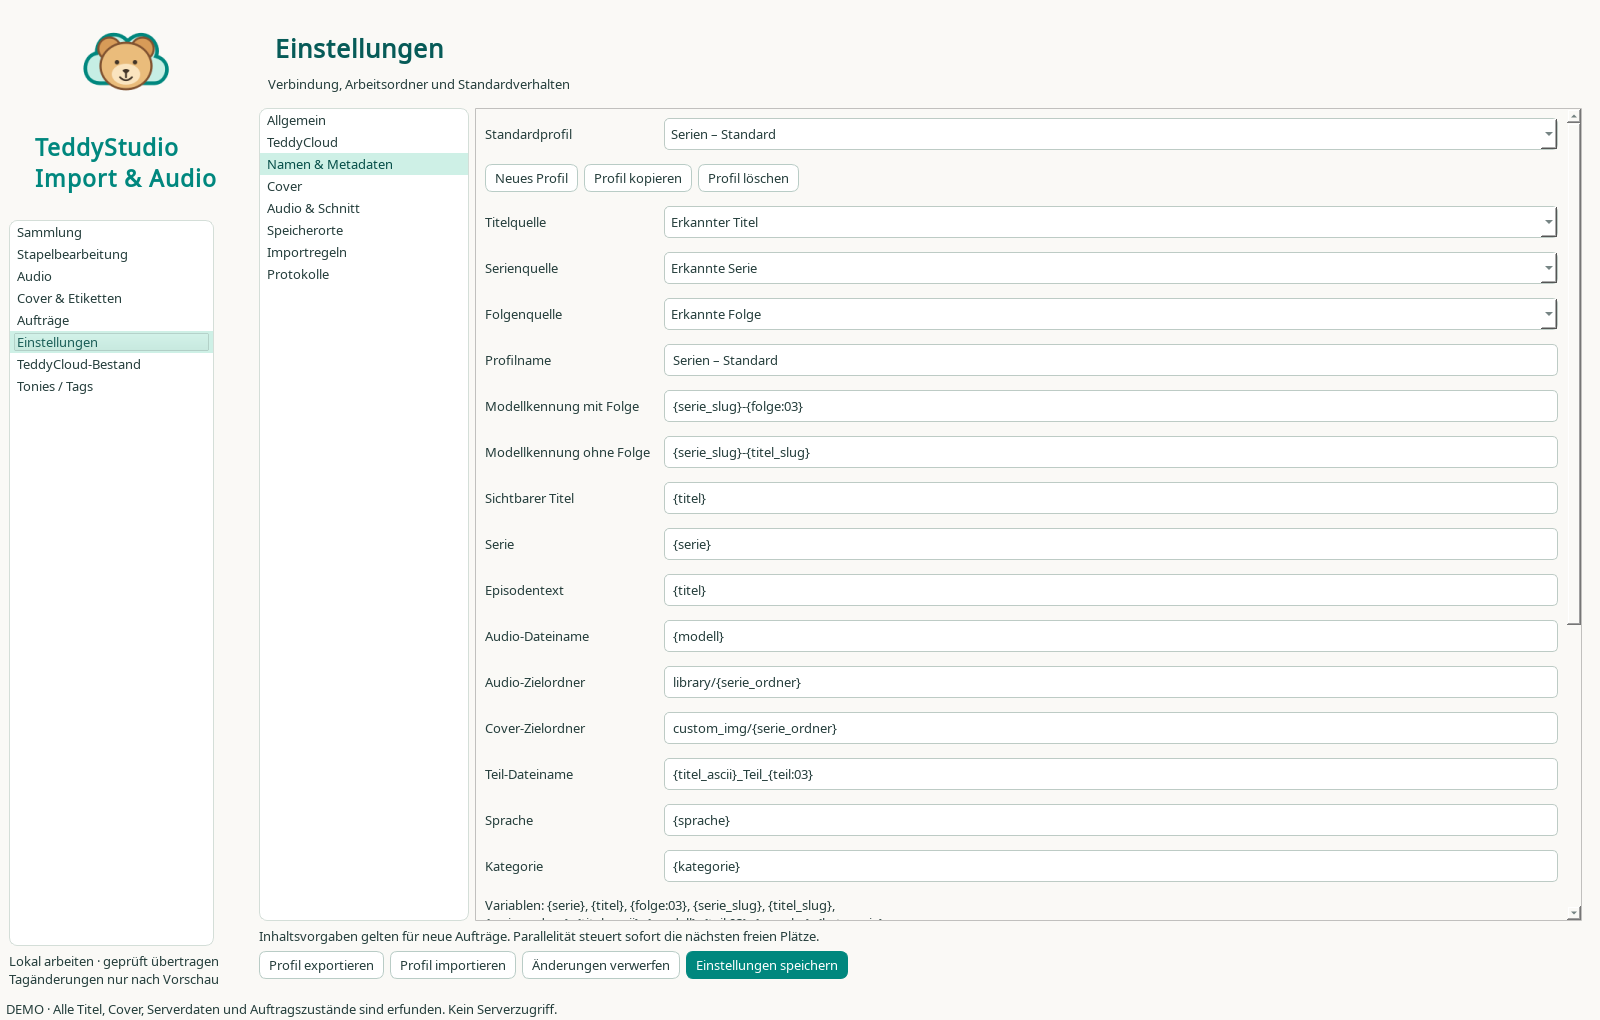 Einstellungen
Verbindung, Arbeitsordner und Standardverhalten
TeddyStudio
Import & Audio
Sammlung
Stapelbearbeitung
Audio
Cover & Etiketten
Aufträge
Einstellungen
TeddyCloud-Bestand
Tonies / Tags
Lokal arbeiten · geprüft übertragen
Tagänderungen nur nach Vorschau
Allgemein
TeddyCloud
Namen & Metadaten
Cover
Audio & Schnitt
Speicherorte
Importregeln
Protokolle
Standardprofil Serien – Standard
Neues Profil Profil kopieren Profil löschen
Titelquelle Erkannter Titel
Serienquelle Erkannte Serie
Folgenquelle Erkannte Folge
Profilname Serien – Standard
Modellkennung mit Folge {serie_slug}-{folge:03}
Modellkennung ohne Folge {serie_slug}-{titel_slug}
Sichtbarer Titel {titel}
Serie {serie}
Episodentext {titel}
Audio-Dateiname {modell}
Audio-Zielordner library/{serie_ordner}
Cover-Zielordner custom_img/{serie_ordner}
Teil-Dateiname {titel_ascii}_Teil_{teil:03}
Sprache {sprache}
Kategorie {kategorie}
Variablen: {serie}, {titel}, {folge:03}, {serie_slug}, {titel_slug},
Inhaltsvorgaben gelten für neue Aufträge. Parallelität steuert sofort die nächsten freien Plätze.
Profil exportieren Profil importieren Änderungen verwerfen Einstellungen speichern
DEMO · Alle Titel, Cover, Serverdaten und Auftragszustände sind erfunden. Kein Serverzugriff.